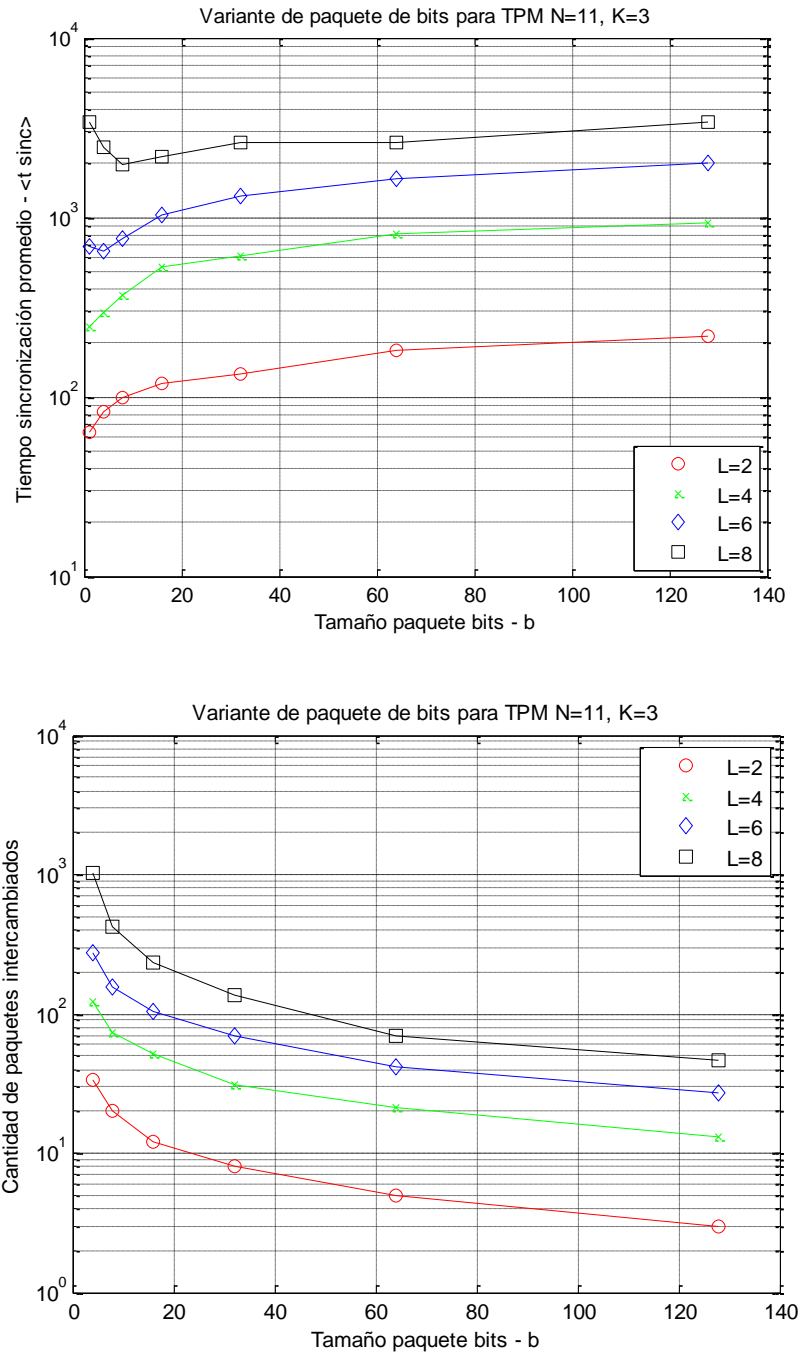 Variante de paquete de bits para TPM N=11, K=3
Tiempo sincronización promedio - <t sinc>
10^4
10^3
10^2
10^1
0 20 40 60 80 100 120 140
Tamaño paquete bits - b
L=2
L=4
L=6
L=8
Variante de paquete de bits para TPM N=11, K=3
Cantidad de paquetes intercambiados
10^4
10^3
10^2
10^1
10^0
0 20 40 60 80 100 120 140
Tamaño paquete bits - b
L=2
L=4
L=6
L=8